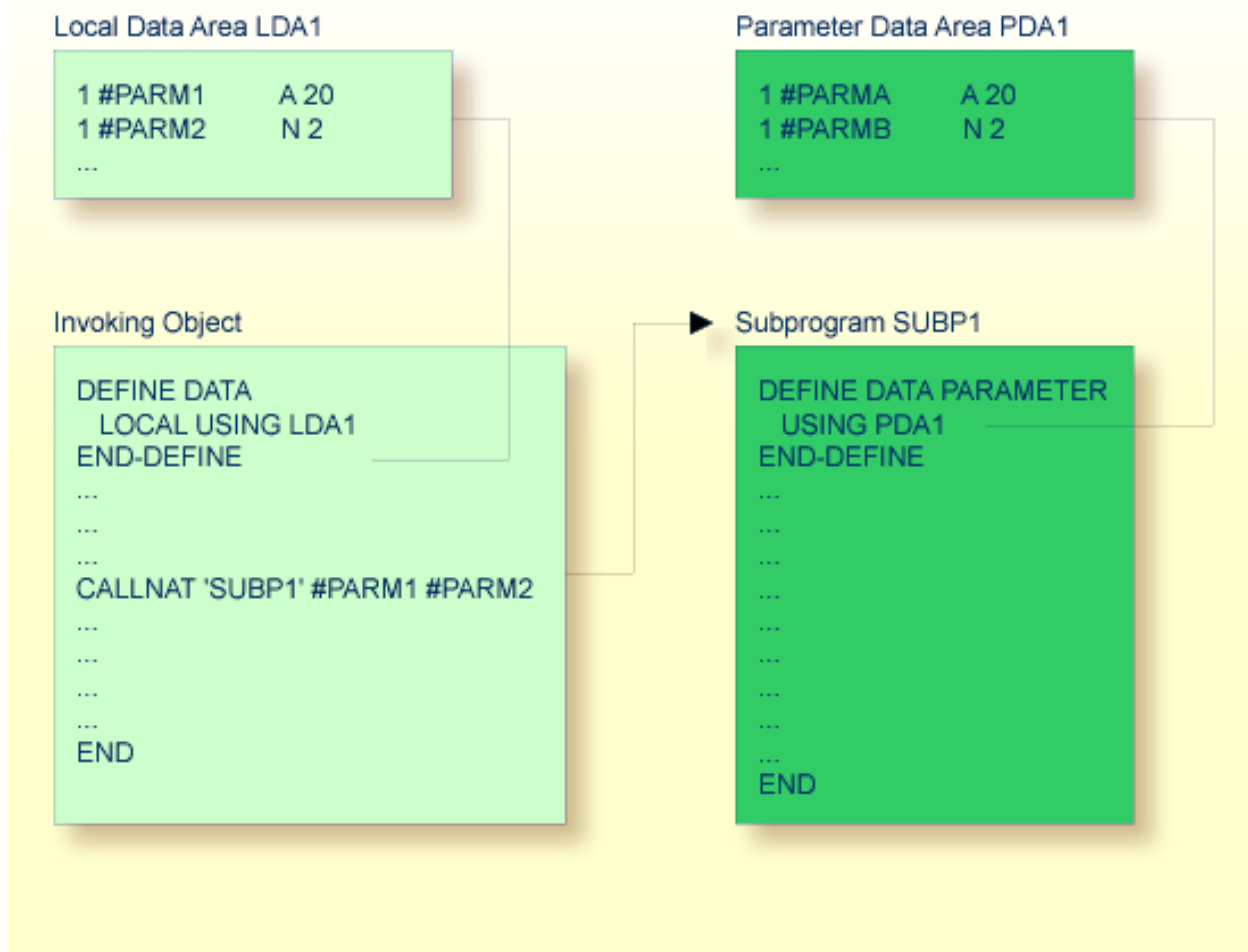 Local Data Area LDA1
1 #PARM1 A 20
1 #PARM2 N 2
...
Parameter Data Area PDA1
1 #PARMA A 20
1 #PARMB N 2
...
Invoking Object
DEFINE DATA
LOCAL USING LDA1
END-DEFINE
...
...
...
CALLNAT 'SUBP1' #PARM1 #PARM2
...
...
...
...
END
Subprogram SUBP1
DEFINE DATA PARAMETER
USING PDA1
END-DEFINE
...
...
...
...
...
...
...
...
...
END